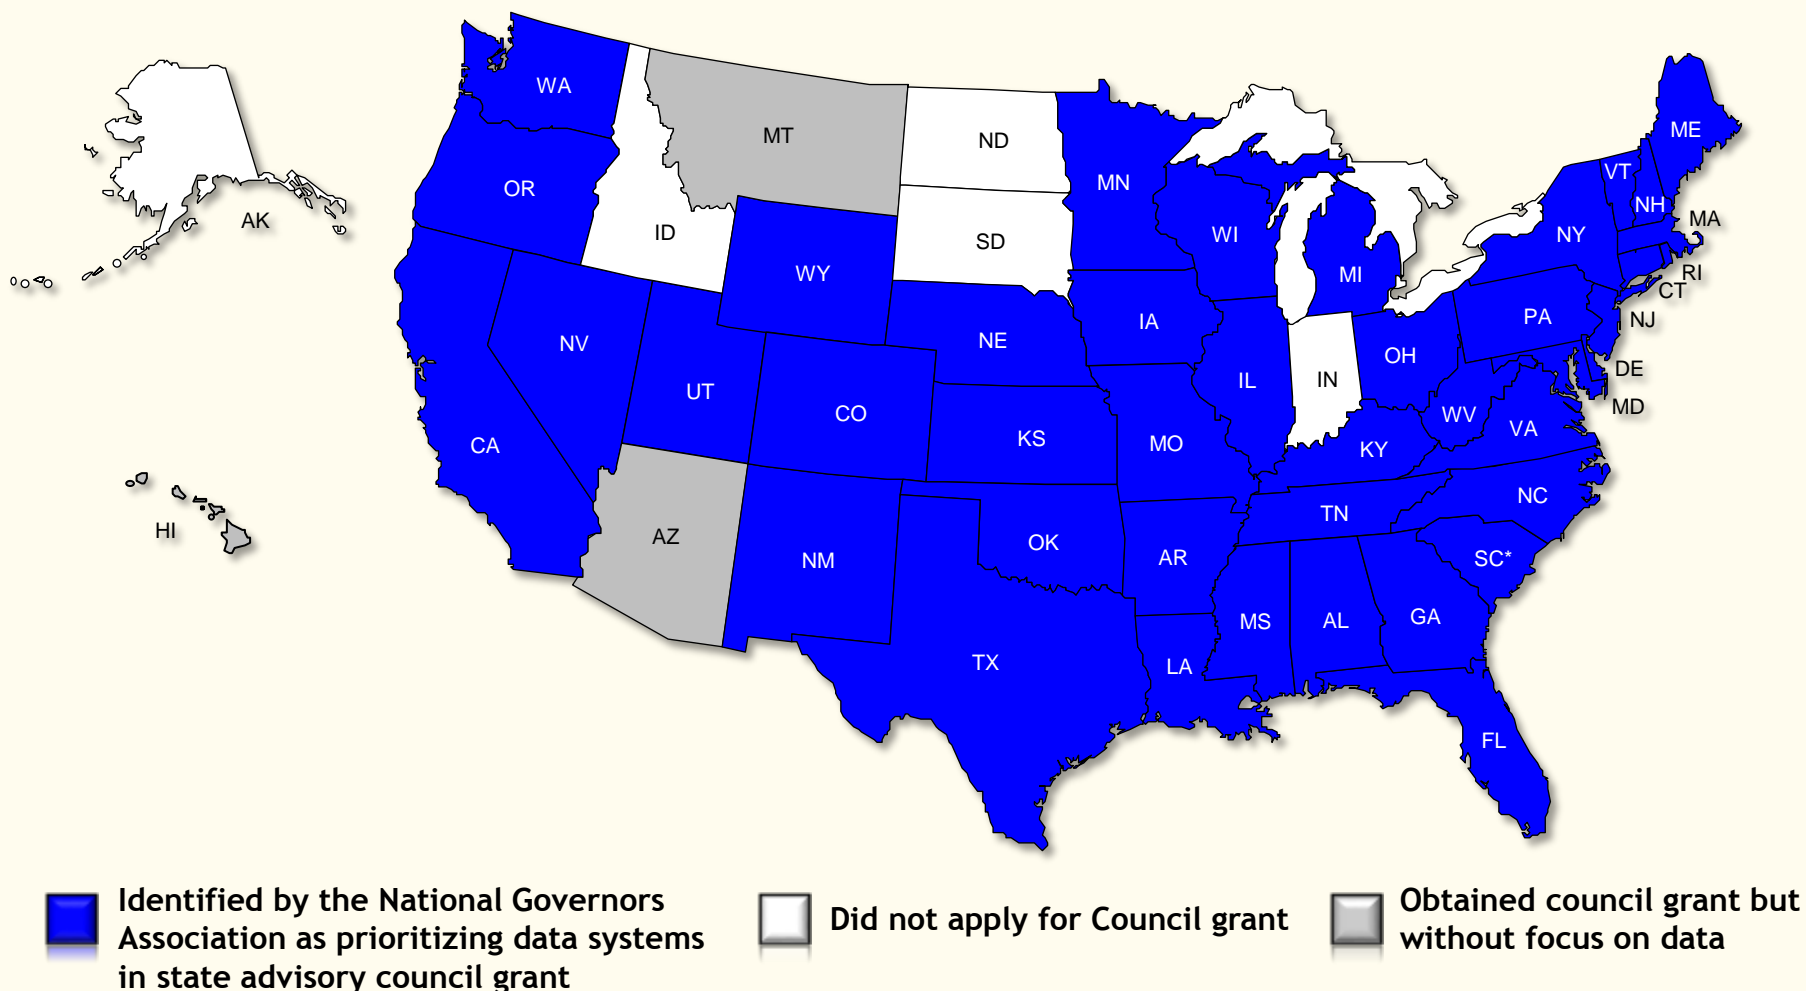 WA
ME
MT
ND
VT
MN
OR
NH
MA
AK
ID
SD
WI
NY
RI
WY
MI
CT
IA
PA
NJ
NV
NE
OH
DE
UT
IL
IN
MD
CO
WV
VA
KS
MO
KY
CA
NC
TN
HI
AZ
OK
NM
AR
SC*
MS
AL
GA
TX
LA
FL
Identified by the National Governors
Association as prioritizing data systems
in state advisory council grant
Did not apply for Council grant
Obtained council grant but
without focus on data